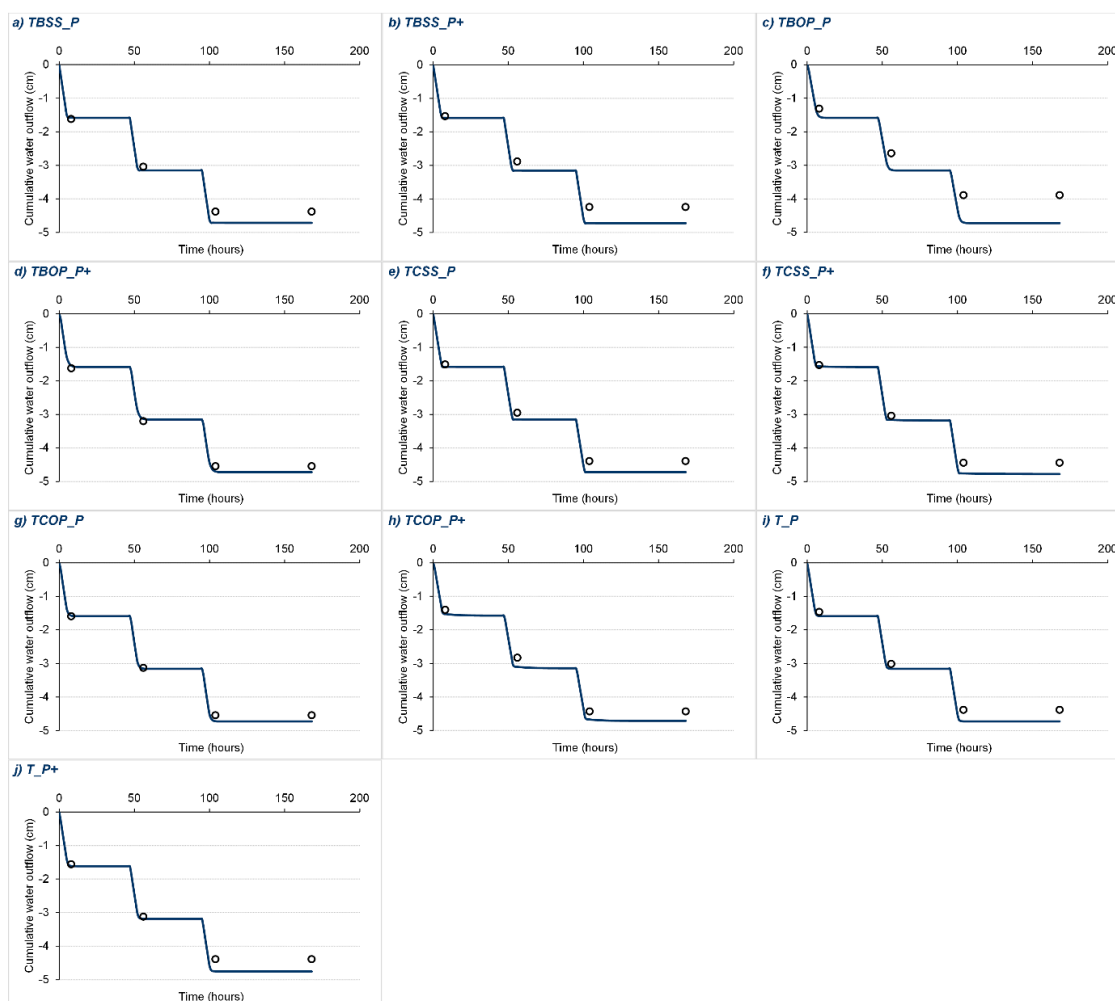 a) TBSS_P
0 50 100 150 200
0
-1
-2
-3
-4
-5
Cumulative water outflow (cm)
Time (hours)
b) TBSS_P+
0 50 100 150 200
0
-1
-2
-3
-4
-5
Cumulative water outflow (cm)
Time (hours)
c) TBOP_P
0 50 100 150 200
0
-1
-2
-3
-4
-5
Cumulative water outflow (cm)
Time (hours)
d) TBOP_P+
0 50 100 150 200
0
-1
-2
-3
-4
-5
Cumulative water outflow (cm)
Time (hours)
e) TCSS_P
0 50 100 150 200
0
-1
-2
-3
-4
-5
Cumulative water outflow (cm)
Time (hours)
f) TCSS_P+
0 50 100 150 200
0
-1
-2
-3
-4
-5
Cumulative water outflow (cm)
Time (hours)
g) TCOP_P
0 50 100 150 200
0
-1
-2
-3
-4
-5
Cumulative water outflow (cm)
Time (hours)
h) TCOP_P+
0 50 100 150 200
0
-1
-2
-3
-4
-5
Cumulative water outflow (cm)
Time (hours)
i) T_P
0 50 100 150 200
0
-1
-2
-3
-4
-5
Cumulative water outflow (cm)
Time (hours)
j) T_P+
0 50 100 150 200
0
-1
-2
-3
-4
-5
Cumulative water outflow (cm)
Time (hours)